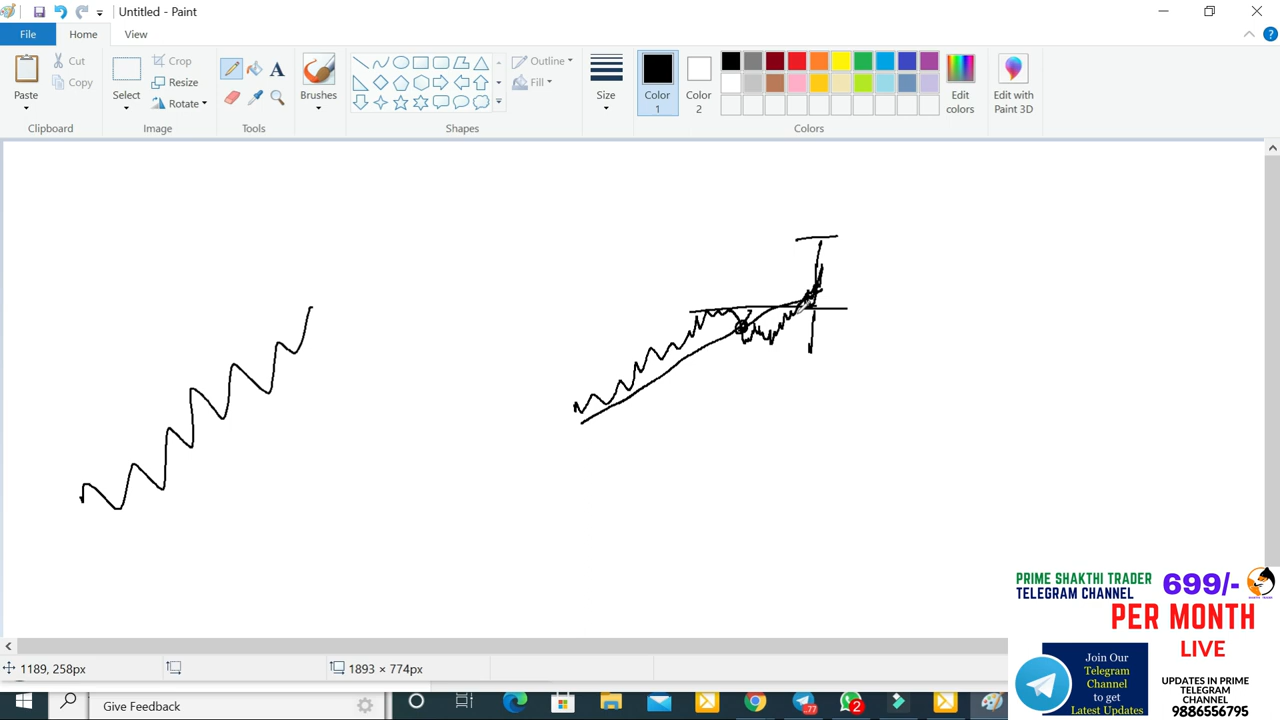 Untitled - Paint
File
Home
View
Paste
Cut
Copy
Clipboard
Select
Crop
Resize
Rotate
Image
A
Tools
Brushes
Shapes
Outline
Fill
Size
Color
1
Color
2
Colors
Edit
colors
Edit with
Paint 3D
?
PRIME SHAKTHI TRADER
TELEGRAM CHANNEL
699/-
PER MONTH
LIVE
UPDATES IN PRIME
TELEGRAM
CHANNEL
9886556795
Join Our
Telegram
Channel
to get
Latest Updates
1189, 258px
1893 × 774px
Give Feedback
77
2